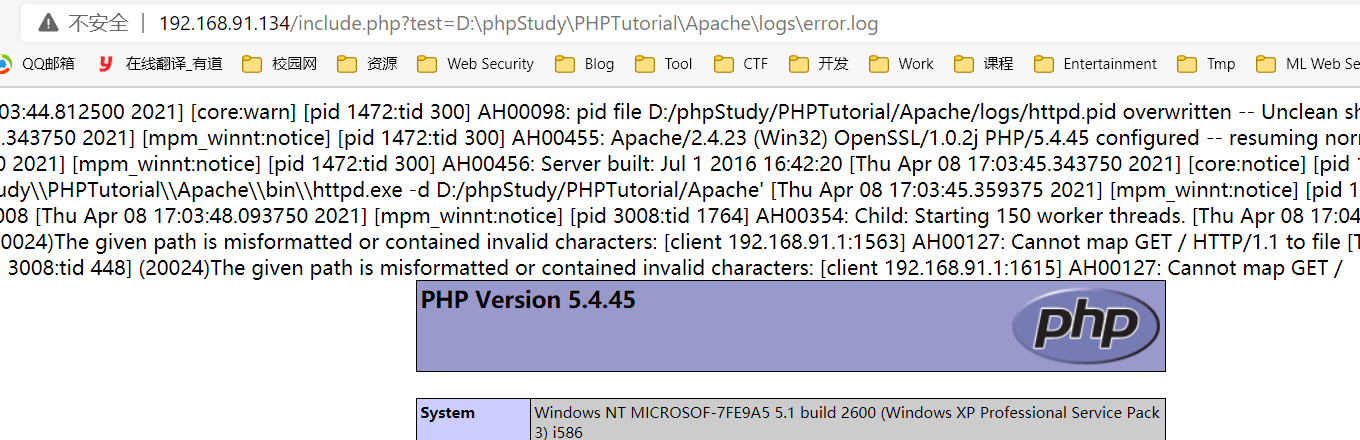 不安全 | 192.168.91.134/include.php?test=D:\phpStudy\PHPTutorial\Apache\logs\error.log
QQ邮箱 y 在线翻译_有道 校园网 资源 Web Security Blog Tool CTF 开发 Work 课程 Entertainment Tmp ML Web Se
03:44.812500 2021] [core:warn] [pid 1472:tid 300] AH00098: pid file D:/phpStudy/PHPTutorial/Apache/logs/httpd.pid overwritten -- Unclean sh
.343750 2021] [mpm_winnt:notice] [pid 1472:tid 300] AH00455: Apache/2.4.23 (Win32) OpenSSL/1.0.2j PHP/5.4.45 configured -- resuming norr
0 2021] [mpm_winnt:notice] [pid 1472:tid 300] AH00456: Server built: Jul 1 2016 16:42:20 [Thu Apr 08 17:03:45.343750 2021] [core:notice] [pid 1
udy\\PHPTutorial\\Apache\\bin\\httpd.exe -d D:/phpStudy/PHPTutorial/Apache' [Thu Apr 08 17:03:45.359375 2021] [mpm_winnt:notice] [pid 1
008 [Thu Apr 08 17:03:48.093750 2021] [mpm_winnt:notice] [pid 3008:tid 1764] AH00354: Child: Starting 150 worker threads. [Thu Apr 08 17:04
0024)The given path is misformatted or contained invalid characters: [client 192.168.91.1:1563] AH00127: Cannot map GET / HTTP/1.1 to file [T
3008:tid 448] (20024)The given path is misformatted or contained invalid characters: [client 192.168.91.1:1615] AH00127: Cannot map GET /
PHP Version 5.4.45
php
System Windows NT MICROSOF-7FE9A5 5.1 build 2600 (Windows XP Professional Service Pack
3) i586